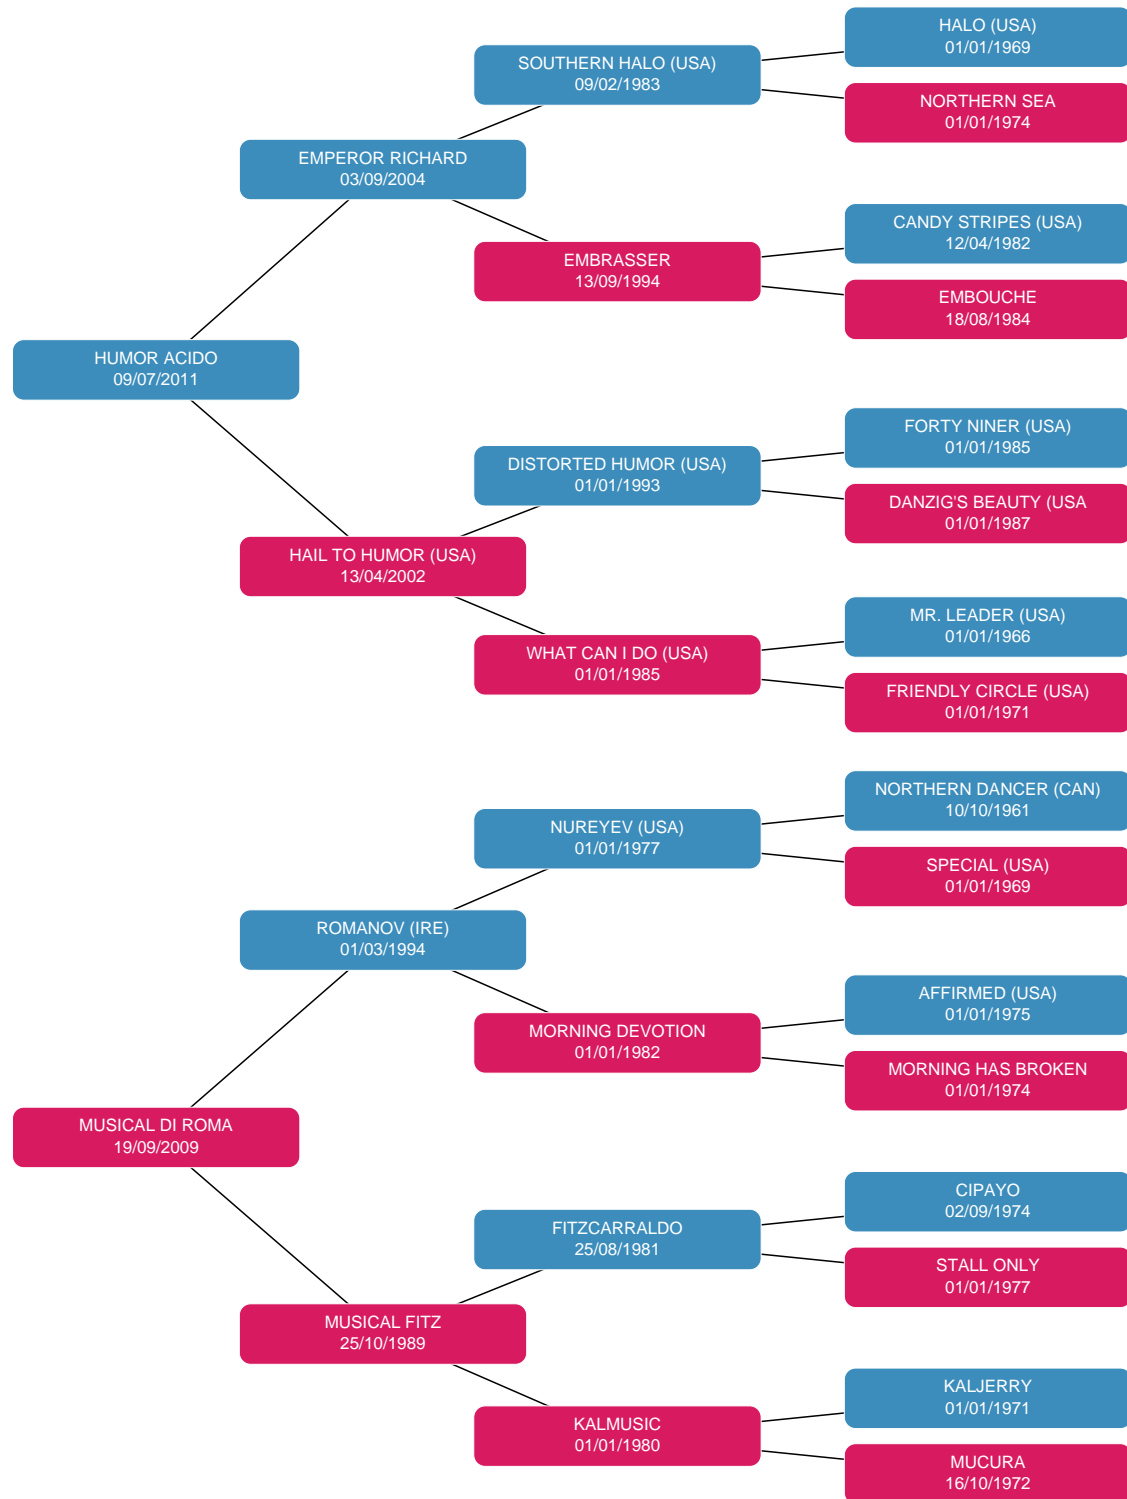 HALO (USA)
01/01/1969
SOUTHERN HALO (USA)
09/02/1983
NORTHERN SEA
01/01/1974
EMPEROR RICHARD
03/09/2004
CANDY STRIPES (USA)
12/04/1982
EMBRASSER
13/09/1994
EMBOUCHE
18/08/1984
HUMOR ACIDO
09/07/2011
FORTY NINER (USA)
01/01/1985
DISTORTED HUMOR (USA)
01/01/1993
DANZIG'S BEAUTY (USA
01/01/1987
HAIL TO HUMOR (USA)
13/04/2002
MR. LEADER (USA)
01/01/1966
WHAT CAN I DO (USA)
01/01/1985
FRIENDLY CIRCLE (USA)
01/01/1971
NORTHERN DANCER (CAN)
10/10/1961
NUREYEV (USA)
01/01/1977
SPECIAL (USA)
01/01/1969
ROMANOV (IRE)
01/03/1994
AFFIRMED (USA)
01/01/1975
MORNING DEVOTION
01/01/1982
MORNING HAS BROKEN
01/01/1974
MUSICAL DI ROMA
19/09/2009
CIPAYO
02/09/1974
FITZCARRALDO
25/08/1981
STALL ONLY
01/01/1977
MUSICAL FITZ
25/10/1989
KALJERRY
01/01/1971
KALMUSIC
01/01/1980
MUCURA
16/10/1972